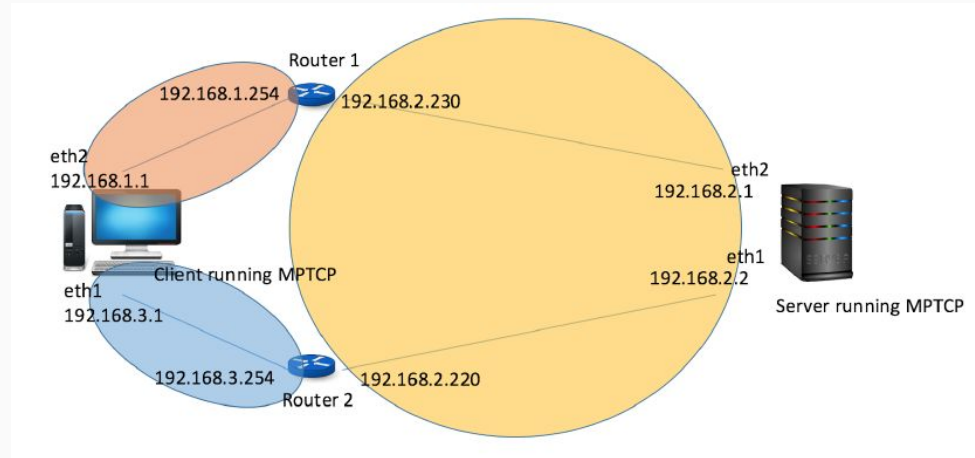 Router 1
192.168.1.254
192.168.2.230
eth2
192.168.1.1
eth2
192.168.2.1
Client running MPTCP
eth1
192.168.2.2
eth1
192.168.3.1
Server running MPTCP
192.168.3.254
192.168.2.220
Router 2